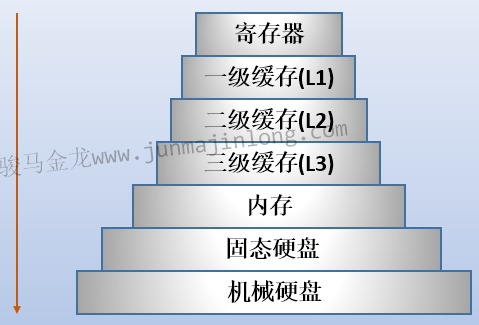 寄存器
一级缓存(L1)
二级缓存(L2)
三级缓存(L3)
骏马金龙www.junmajinlong.com
内存
固态硬盘
机械硬盘